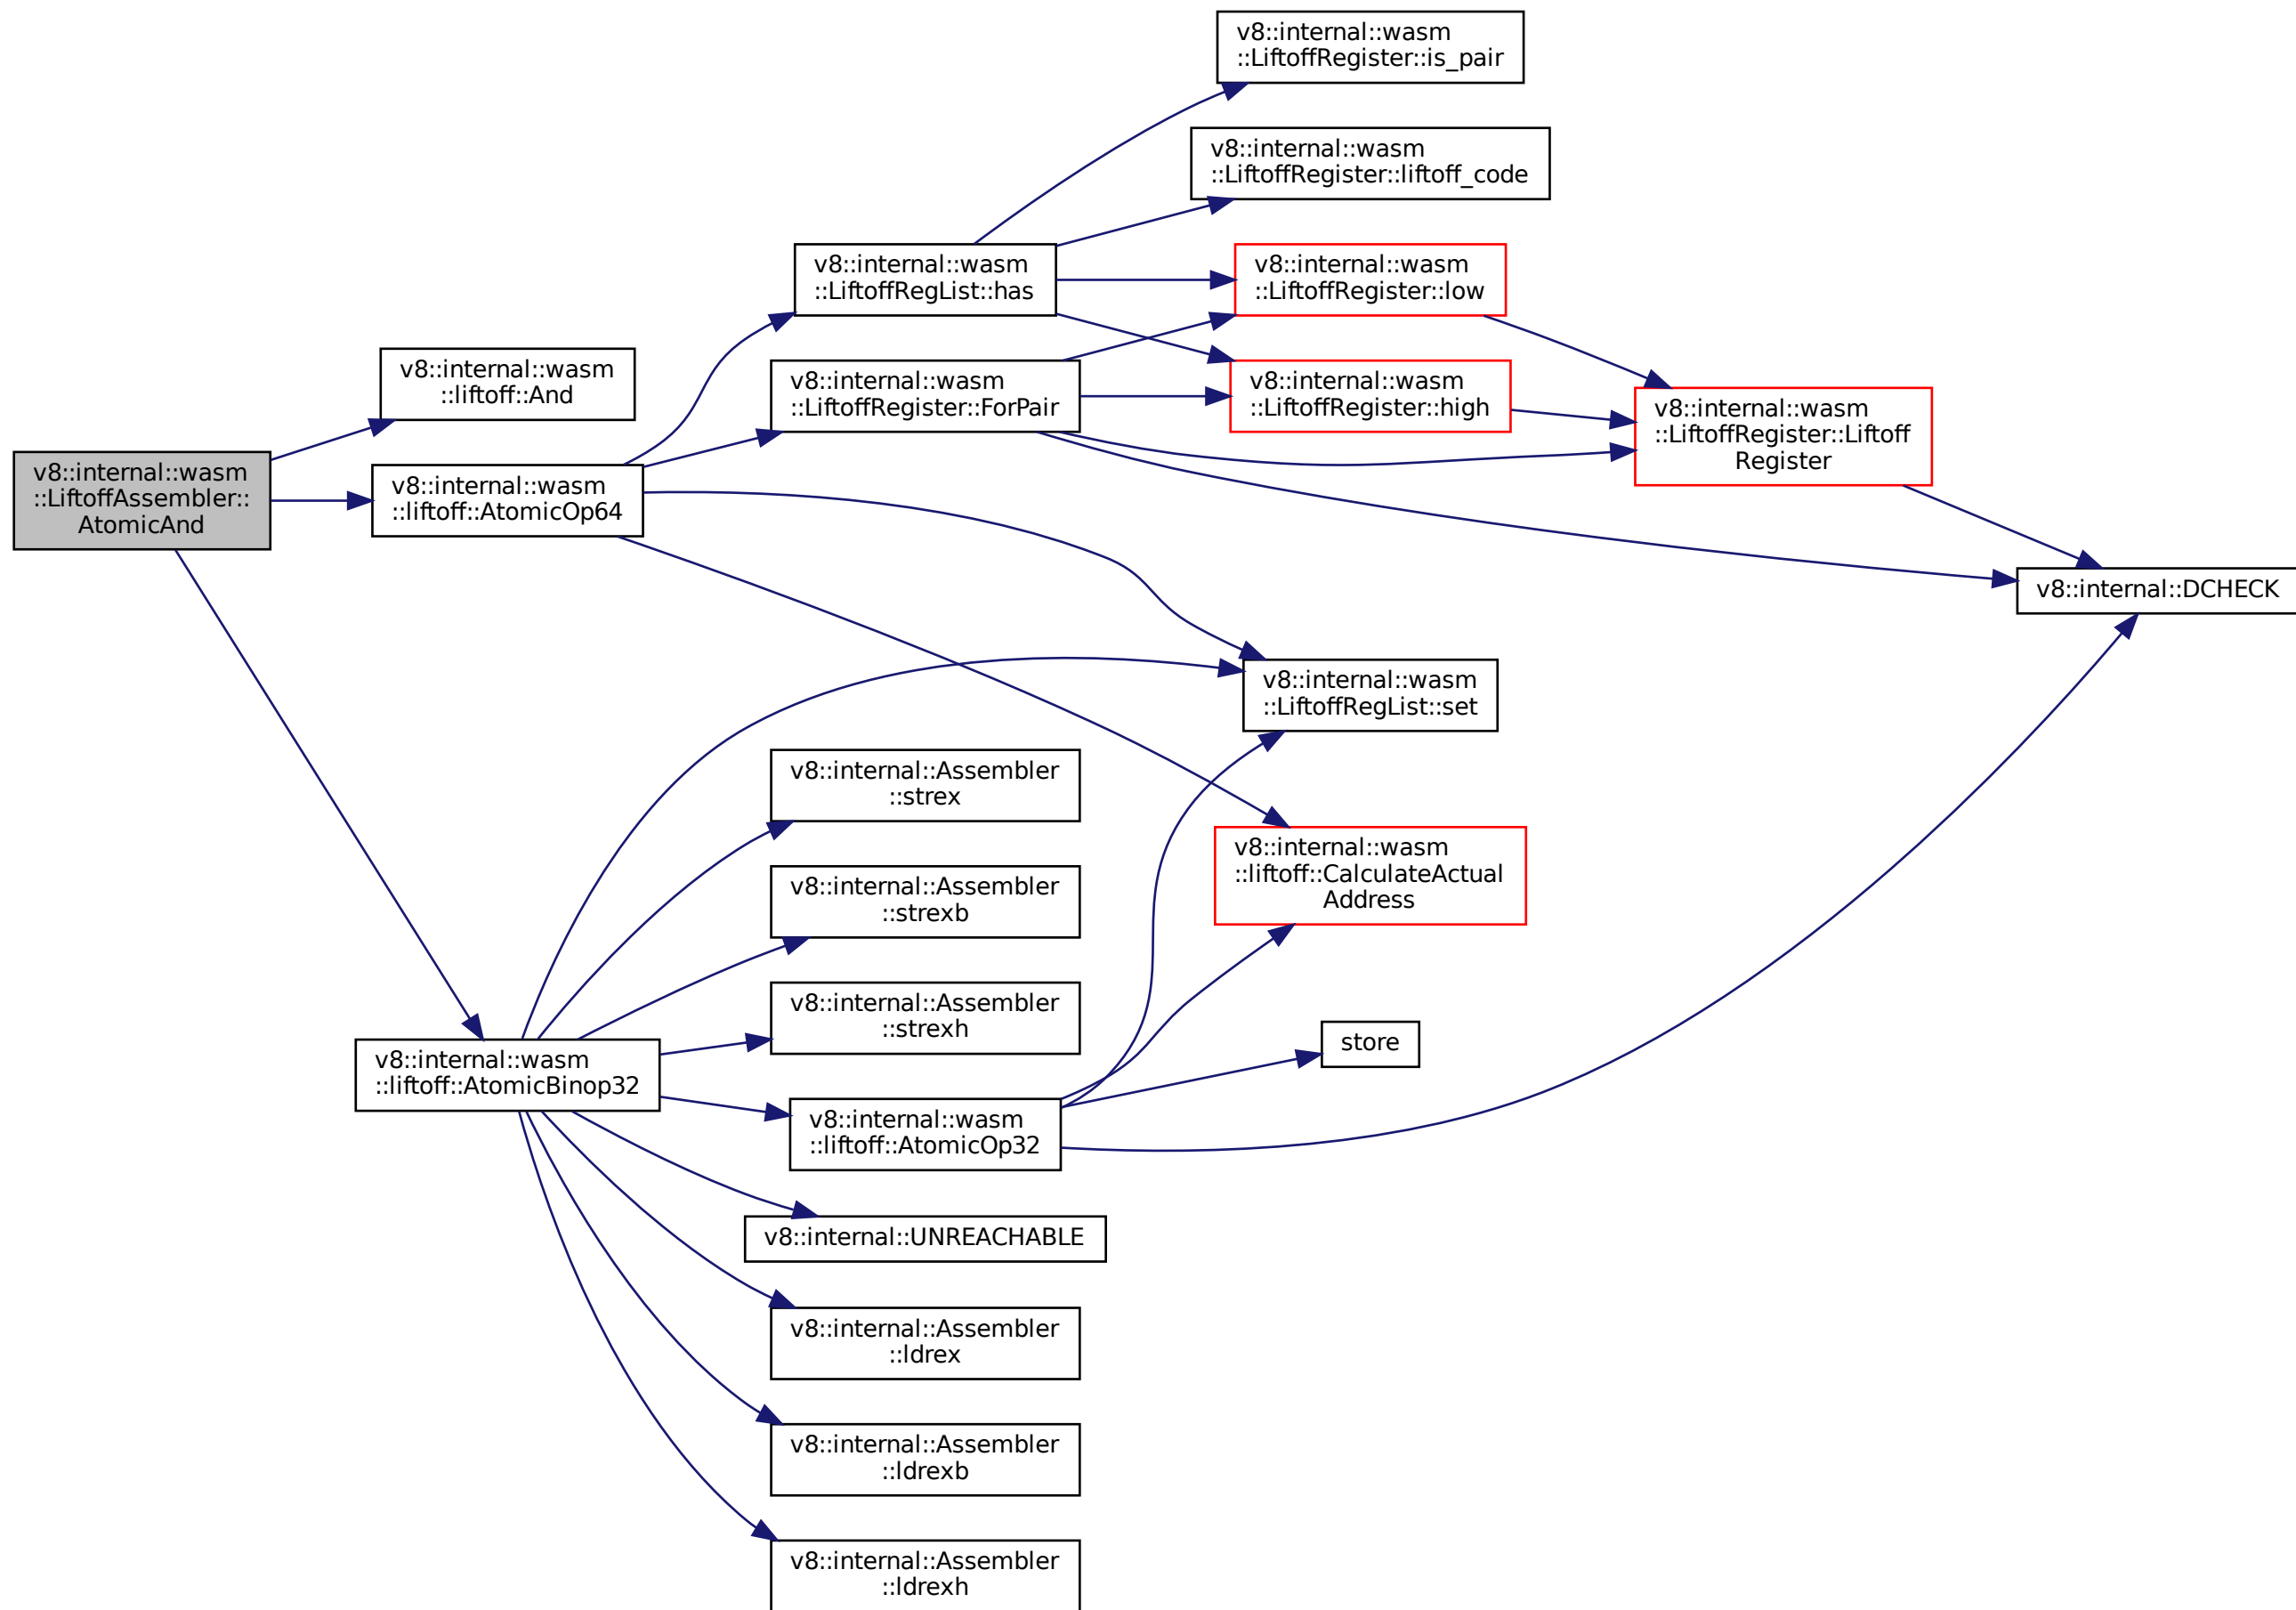 v8::internal::wasm
::LiftoffAssembler::
AtomicAnd
v8::internal::wasm
::liftoff::And
v8::internal::wasm
::liftoff::AtomicOp64
v8::internal::wasm
::liftoff::AtomicBinop32
v8::internal::wasm
::LiftoffRegList::has
v8::internal::wasm
::LiftoffRegister::ForPair
v8::internal::Assembler
::strex
v8::internal::Assembler
::strexb
v8::internal::Assembler
::strexh
v8::internal::wasm
::liftoff::AtomicOp32
v8::internal::UNREACHABLE
v8::internal::Assembler
::ldrex
v8::internal::Assembler
::ldrexb
v8::internal::Assembler
::ldrexh
v8::internal::wasm
::LiftoffRegister::is_pair
v8::internal::wasm
::LiftoffRegister::liftoff_code
v8::internal::wasm
::LiftoffRegister::low
v8::internal::wasm
::LiftoffRegister::high
v8::internal::wasm
::LiftoffRegList::set
v8::internal::wasm
::liftoff::CalculateActual
Address
store
v8::internal::wasm
::LiftoffRegister::Liftoff
Register
v8::internal::DCHECK